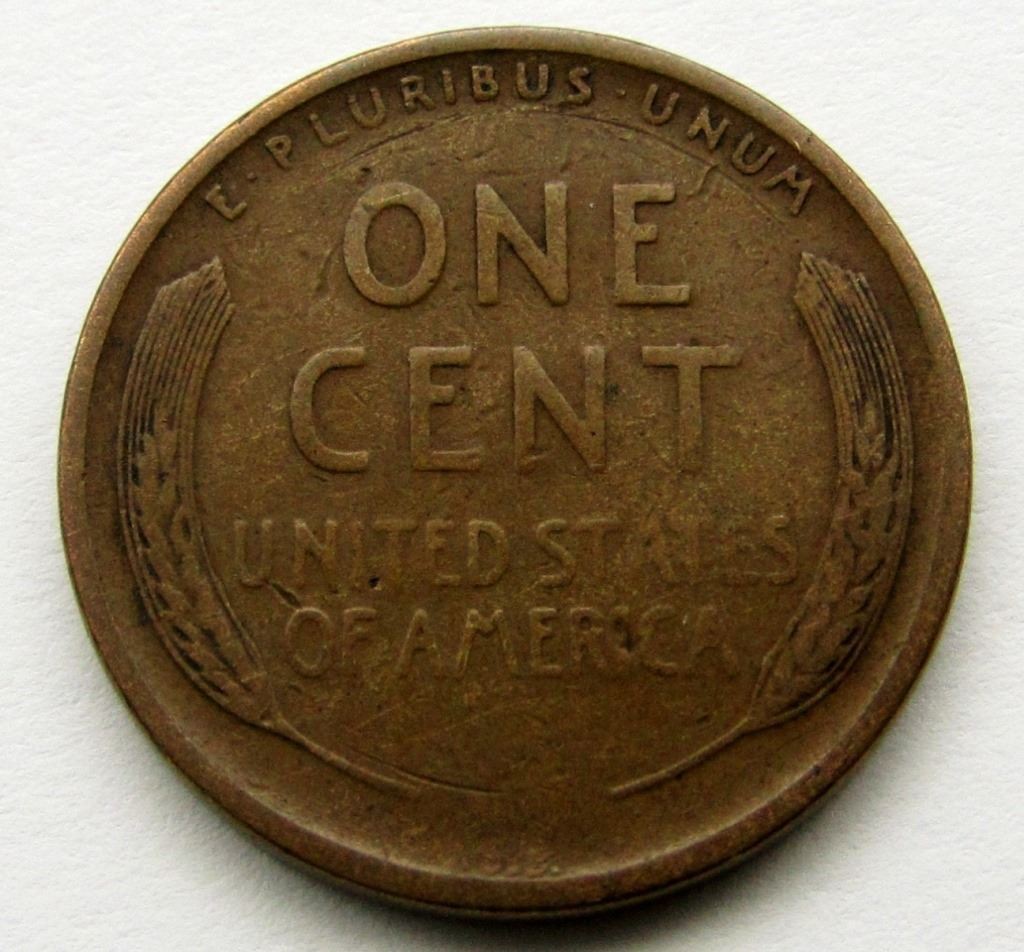 E · PLURIBUS · UNUM
ONE
CENT
UNITED STATES
OF AMERICA